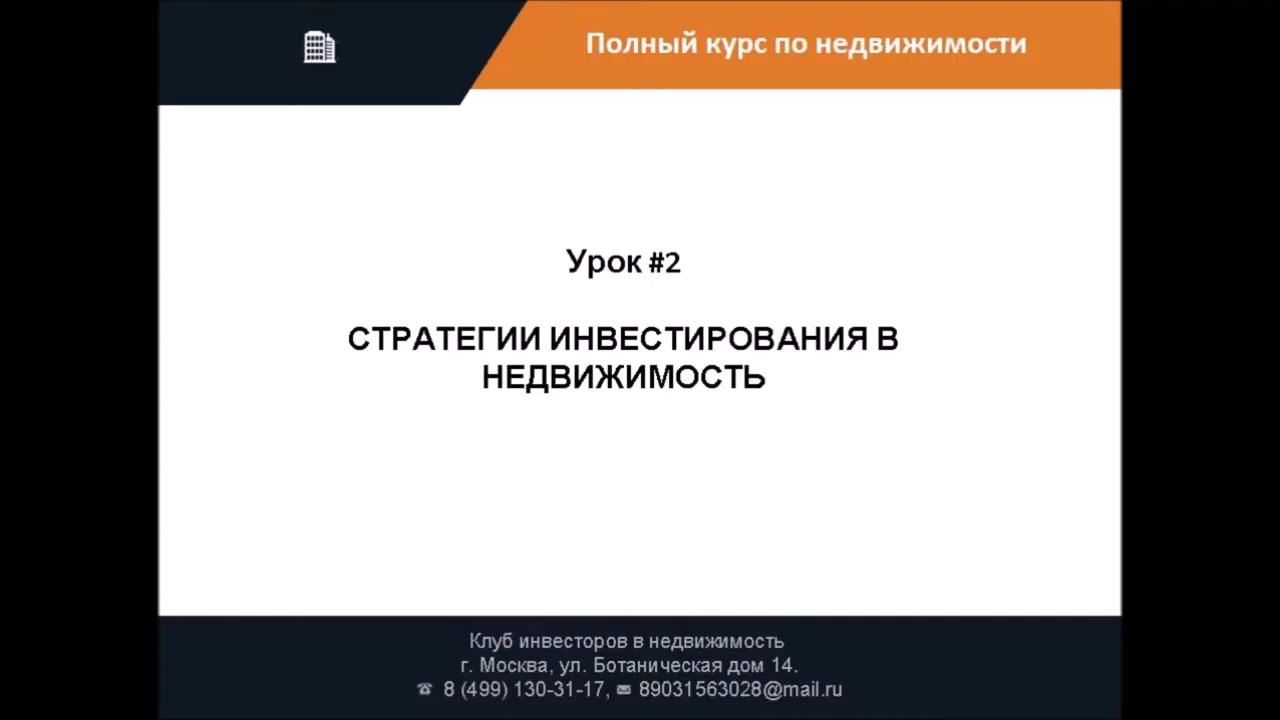 Полный курс по недвижимости
Урок #2
СТРАТЕГИИ ИНВЕСТИРОВАНИЯ В
НЕДВИЖИМОСТЬ
Клуб инвесторов в недвижимость
г. Москва, ул. Ботаническая дом 14.
☎ 8 (499) 130-31-17, ✉ 89031563028@mail.ru